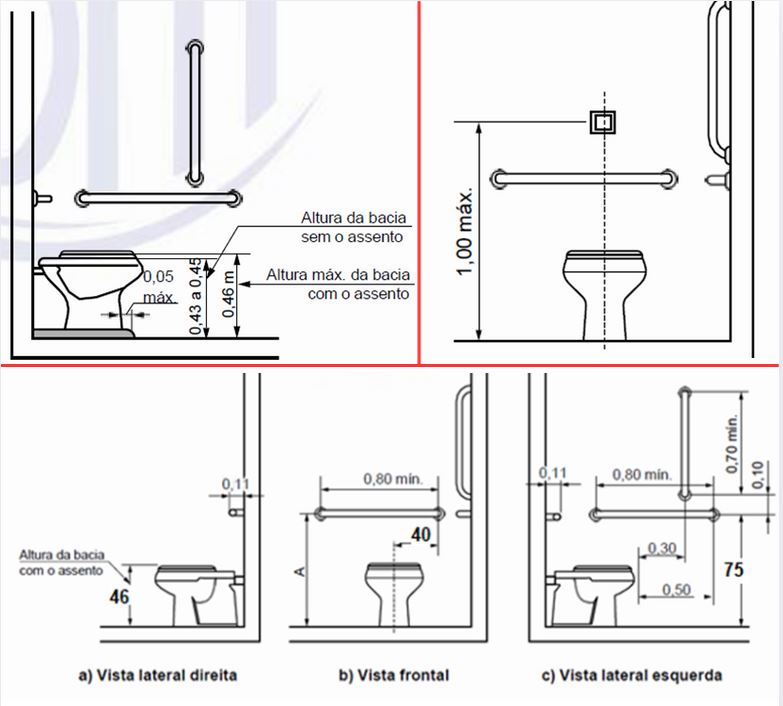 Altura da bacia
sem o assento
Altura máx. da bacia
com o assento
0,05
máx.
0,43 a 0,45
0,46 m
1,00 máx.
0,11
Altura da bacia
com o assento
46
a) Vista lateral direita
0,80 mín.
40
A
b) Vista frontal
0,11
0,80 mín.
0,70 mín.
0,10
0,30
0,50
75
c) Vista lateral esquerda